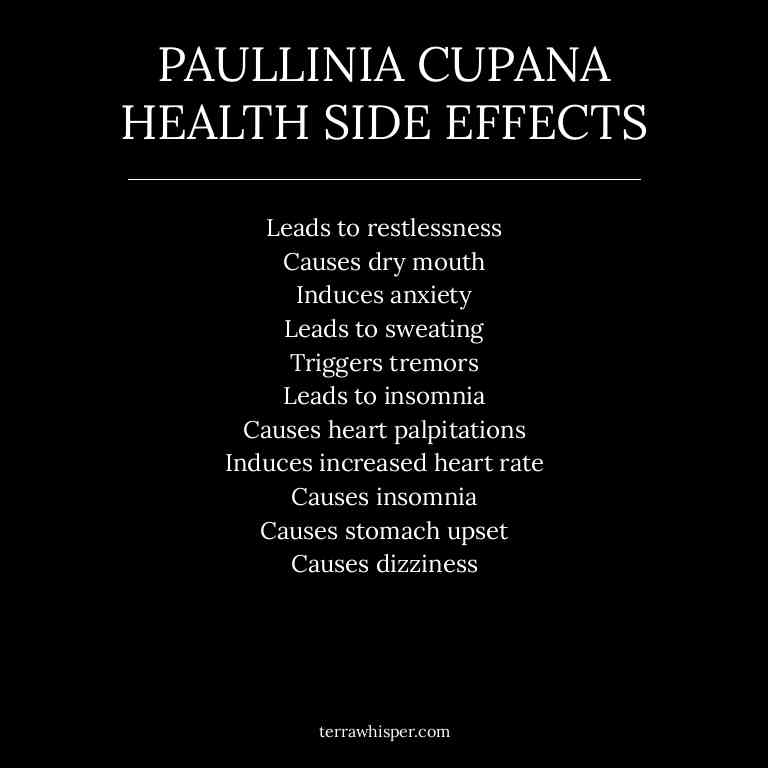 PAULLINIA CUPANA
HEALTH SIDE EFFECTS
Leads to restlessness
Causes dry mouth
Induces anxiety
Leads to sweating
Triggers tremors
Leads to insomnia
Causes heart palpitations
Induces increased heart rate
Causes insomnia
Causes stomach upset
Causes dizziness
terrawhisper.com